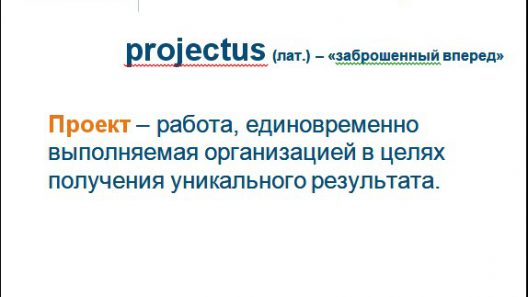 projectus (лат.) – «заброшенный вперед»
Проект – работа, единовременно
выполняемая организацией в целях
получения уникального результата.